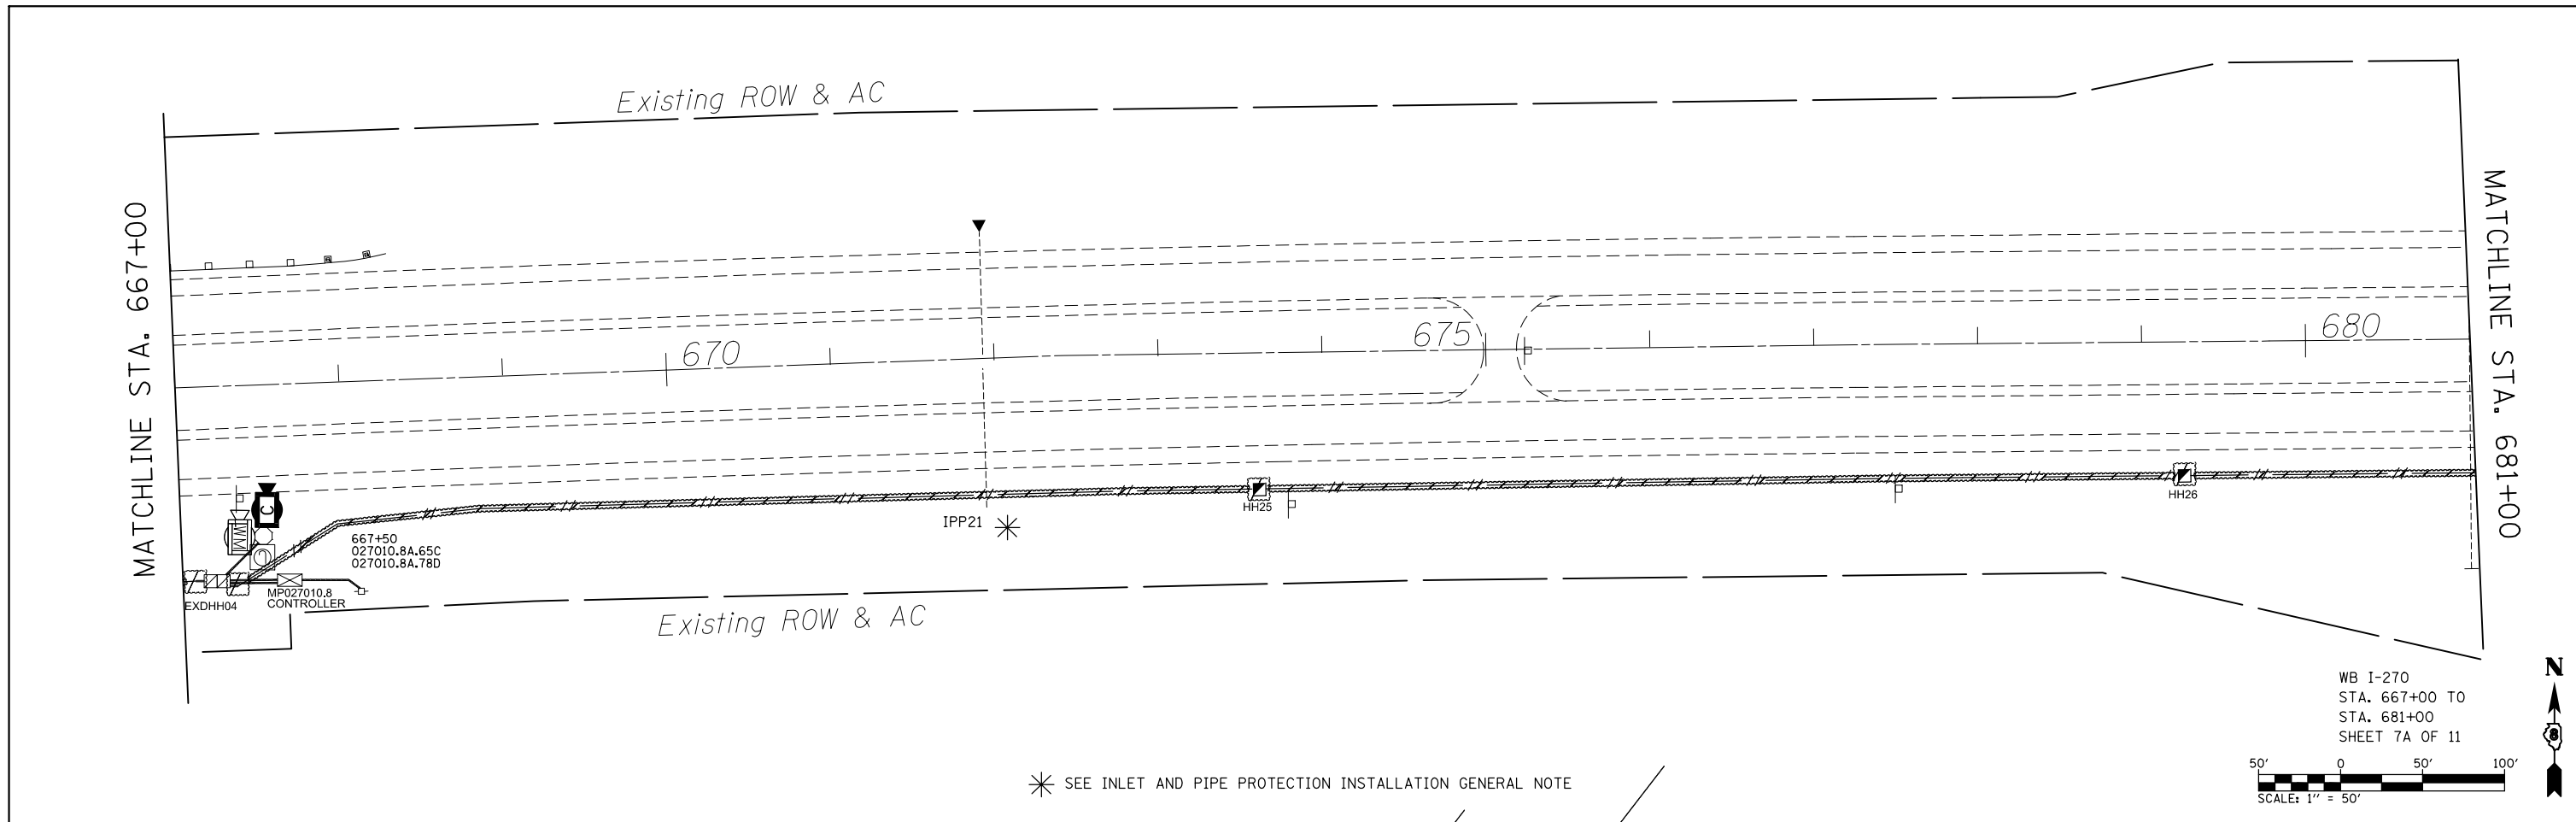 Existing ROW & AC
MATCHLINE STA. 667+00
MATCHLINE STA. 681+00
670
675
680
C
667+50
027010.8A.65C
027010.8A.78D
IPP21
HH25
HH26
EXDHH04
MP027010.8
CONTROLLER
Existing ROW & AC
WB I-270
STA. 667+00 TO
STA. 681+00
SHEET 7A OF 11
N
8
50' 0 50' 100'
SCALE: 1" = 50'
SEE INLET AND PIPE PROTECTION INSTALLATION GENERAL NOTE